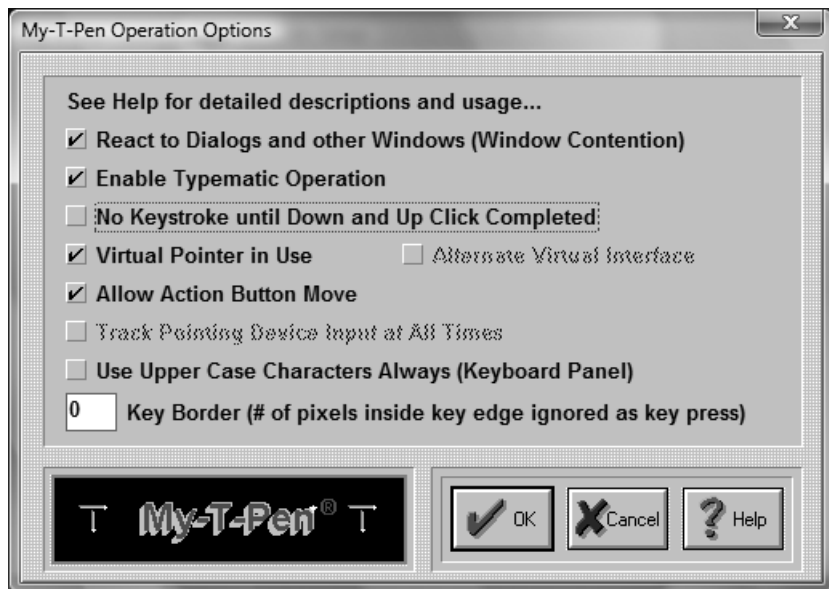 My-T-Pen Operation Options
See Help for detailed descriptions and usage...
React to Dialogs and other Windows (Window Contention)
Enable Typematic Operation
No Keystroke until Down and Up Click Completed
Virtual Pointer in Use
Alternate Virtual Interface
Allow Action Button Move
Track Pointing Device Input at All Times
Use Upper Case Characters Always (Keyboard Panel)
0 Key Border (# of pixels inside key edge ignored as key press)
My-T-Pen®
OK
Cancel
Help